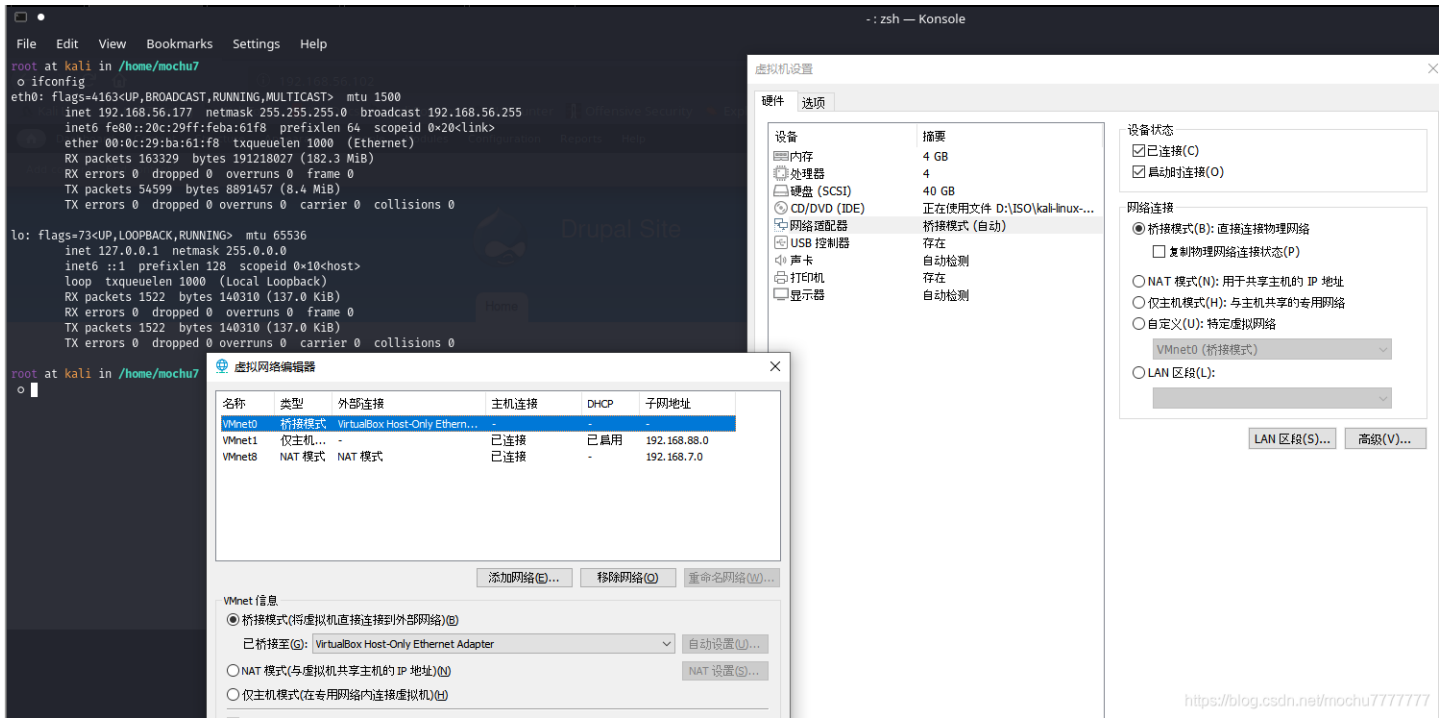 - : zsh — Konsole
File Edit View Bookmarks Settings Help
root at kali in /home/mochu7
o ifconfig
eth0: flags=4163<UP,BROADCAST,RUNNING,MULTICAST> mtu 1500
inet 192.168.56.177 netmask 255.255.255.0 broadcast 192.168.56.255
inet6 fe80::20c:29ff:feba:61f8 prefixlen 64 scopeid 0×20<link>
ether 00:0c:29:ba:61:f8 txqueuelen 1000 (Ethernet)
RX packets 163329 bytes 191218027 (182.3 MiB)
RX errors 0 dropped 0 overruns 0 frame 0
TX packets 54599 bytes 8891457 (8.4 MiB)
TX errors 0 dropped 0 overruns 0 carrier 0 collisions 0
lo: flags=73<UP,LOOPBACK,RUNNING> mtu 65536
inet 127.0.0.1 netmask 255.0.0.0
inet6 ::1 prefixlen 128 scopeid 0×10<host>
loop txqueuelen 1000 (Local Loopback)
RX packets 1522 bytes 140310 (137.0 KiB)
RX errors 0 dropped 0 overruns 0 frame 0
TX packets 1522 bytes 140310 (137.0 KiB)
TX errors 0 dropped 0 overruns 0 carrier 0 collisions 0
root at kali in /home/mochu7
o
Drupal Site
Home
虚拟机设置
硬件 选项
设备 摘要
内存 4 GB
处理器 4
硬盘 (SCSI) 40 GB
CD/DVD (IDE) 正在使用文件 D:\ISO\kali-linux-...
网络适配器 桥接模式 (自动)
USB 控制器 存在
声卡 自动检测
打印机 存在
显示器 自动检测
设备状态
已连接(C)
启动时连接(O)
网络连接
桥接模式(B): 直接连接物理网络
复制物理网络连接状态(P)
NAT 模式(N): 用于共享主机的 IP 地址
仅主机模式(H): 与主机共享的专用网络
自定义(U): 特定虚拟网络
VMnet0 (桥接模式)
LAN 区段(L):
LAN 区段(S)... 高级(V)...
虚拟网络编辑器
名称 类型 外部连接 主机连接 DHCP 子网地址
VMnet0 桥接模式 VirtualBox Host-Only Ethern... - - -
VMnet1 仅主机... - 已连接 已启用 192.168.88.0
VMnet8 NAT 模式 NAT 模式 已连接 - 192.168.7.0
添加网络(E)... 移除网络(O) 重命名网络(W)...
VMnet 信息
桥接模式(将虚拟机直接连接到外部网络)(B)
已桥接至(G): VirtualBox Host-Only Ethernet Adapter 自动设置(U)...
NAT 模式(与虚拟机共享主机的 IP 地址)(N) NAT 设置(S)...
仅主机模式(在专用网络内连接虚拟机)(H)
https://blog.csdn.net/mochu7777777